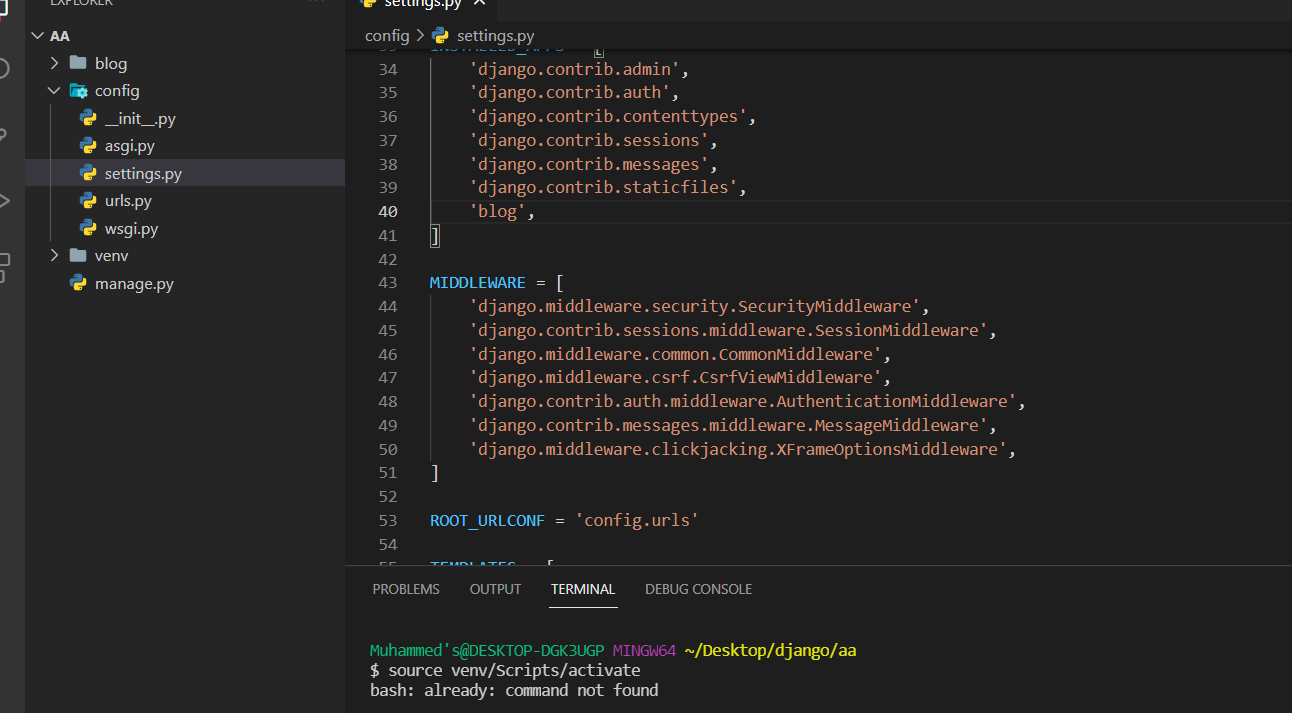 EXPLORER
settings.py
AA
blog
config
__init__.py
asgi.py
settings.py
urls.py
wsgi.py
venv
manage.py
config > settings.py
33 INSTALLED_APPS = [
34 'django.contrib.admin',
35 'django.contrib.auth',
36 'django.contrib.contenttypes',
37 'django.contrib.sessions',
38 'django.contrib.messages',
39 'django.contrib.staticfiles',
40 'blog',
41 ]
42
43 MIDDLEWARE = [
44 'django.middleware.security.SecurityMiddleware',
45 'django.contrib.sessions.middleware.SessionMiddleware',
46 'django.middleware.common.CommonMiddleware',
47 'django.middleware.csrf.CsrfViewMiddleware',
48 'django.contrib.auth.middleware.AuthenticationMiddleware',
49 'django.contrib.messages.middleware.MessageMiddleware',
50 'django.middleware.clickjacking.XFrameOptionsMiddleware',
51 ]
52
53 ROOT_URLCONF = 'config.urls'
54
55 TEMPLATES = [
PROBLEMS OUTPUT TERMINAL DEBUG CONSOLE
Muhammed's@DESKTOP-DGK3UGP MINGW64 ~/Desktop/django/aa
$ source venv/Scripts/activate
bash: already: command not found